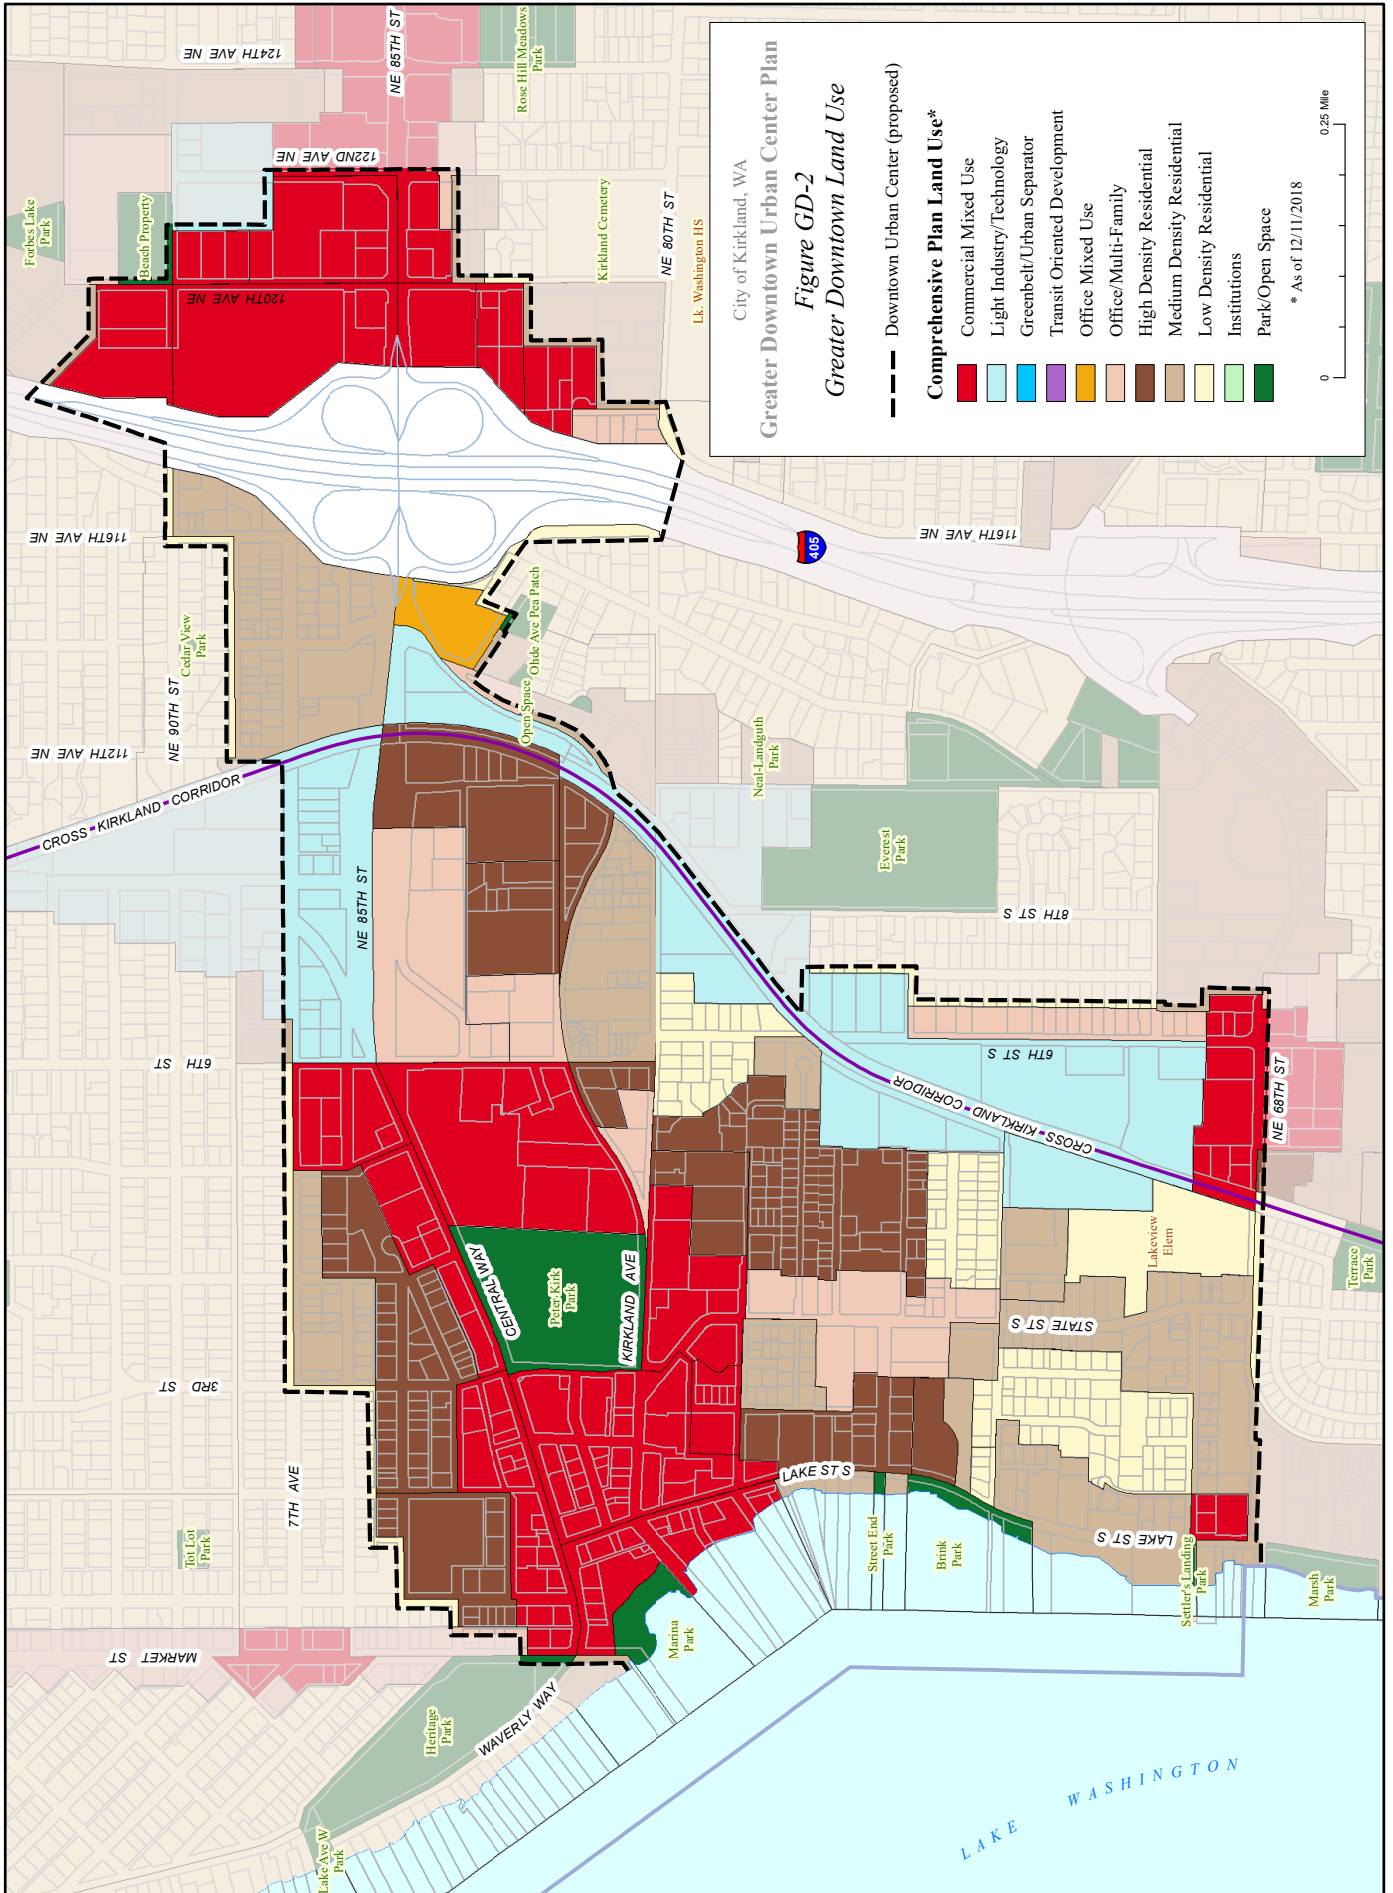 City of Kirkland, WA
Greater Downtown Urban Center Plan
Figure GD-2
Greater Downtown Land Use
Downtown Urban Center (proposed)
Comprehensive Plan Land Use*
Commercial Mixed Use
Light Industry/Technology
Greenbelt/Urban Separator
Transit Oriented Development
Office Mixed Use
Office/Multi-Family
High Density Residential
Medium Density Residential
Low Density Residential
Institutions
Park/Open Space
* As of 12/11/2018
0
0.25 Mile
Forbes Lake
Park
124TH AVE NE
NE 85TH ST
Rose Hill Meadows
Park
122ND AVE NE
Beach Property
120TH AVE NE
Kirkland Cemetery
NE 80TH ST
Lk. Washington HS
116TH AVE NE
116TH AVE NE
405
Cedar View
Park
NE 90TH ST
112TH AVE NE
Ohde Ave Pea Patch
Open Space
CROSS KIRKLAND CORRIDOR
Neal-Landguth
Park
Everest
Park
NE 85TH ST
8TH ST S
6TH ST
6TH ST S
CROSS KIRKLAND CORRIDOR
NE 68TH ST
CENTRAL WAY
Peter Kirk
Park
KIRKLAND AVE
Lakeview
Elem
Terrace
Park
STATE ST S
3RD ST
7TH AVE
LAKE ST S
Tot Lot
Park
Street End
Park
Brink
Park
LAKE ST S
Settler's Landing
Park
Marsh
Park
Marina
Park
MARKET ST
Heritage
Park
WAVERLY WAY
Lake Ave W
Park
LAKE WASHINGTON